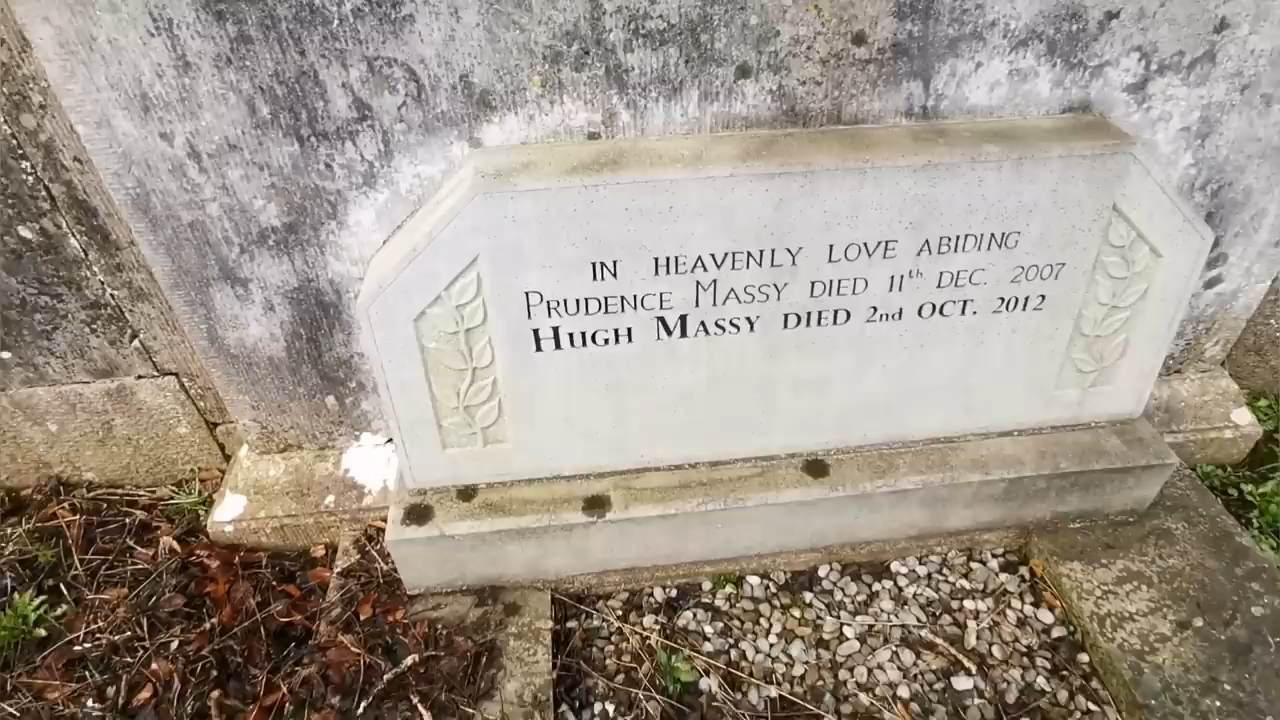 IN HEAVENLY LOVE ABIDING
PRUDENCE MASSY DIED 11th DEC. 2007
HUGH MASSY DIED 2nd OCT. 2012